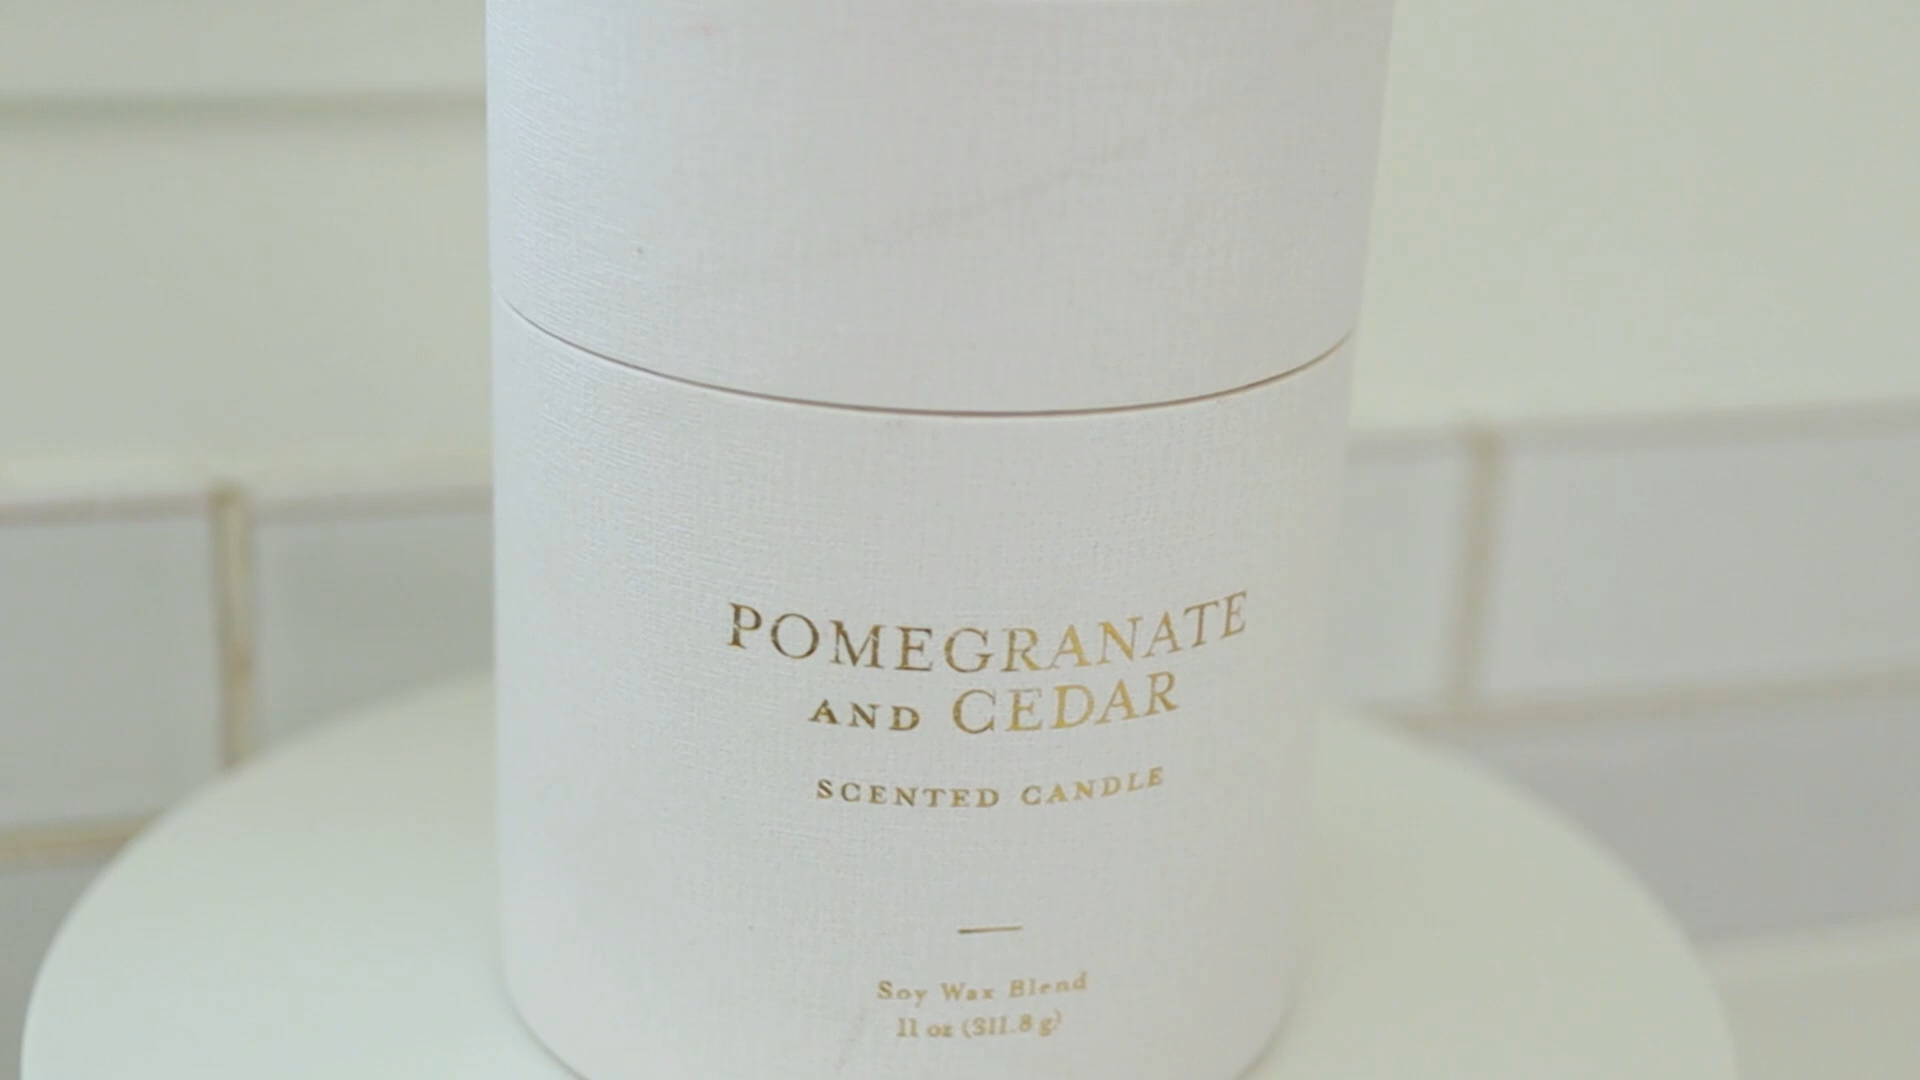 POMEGRANATE
AND CEDAR
SCENTED CANDLE
Soy Wax Blend
11 oz (311.8 g)